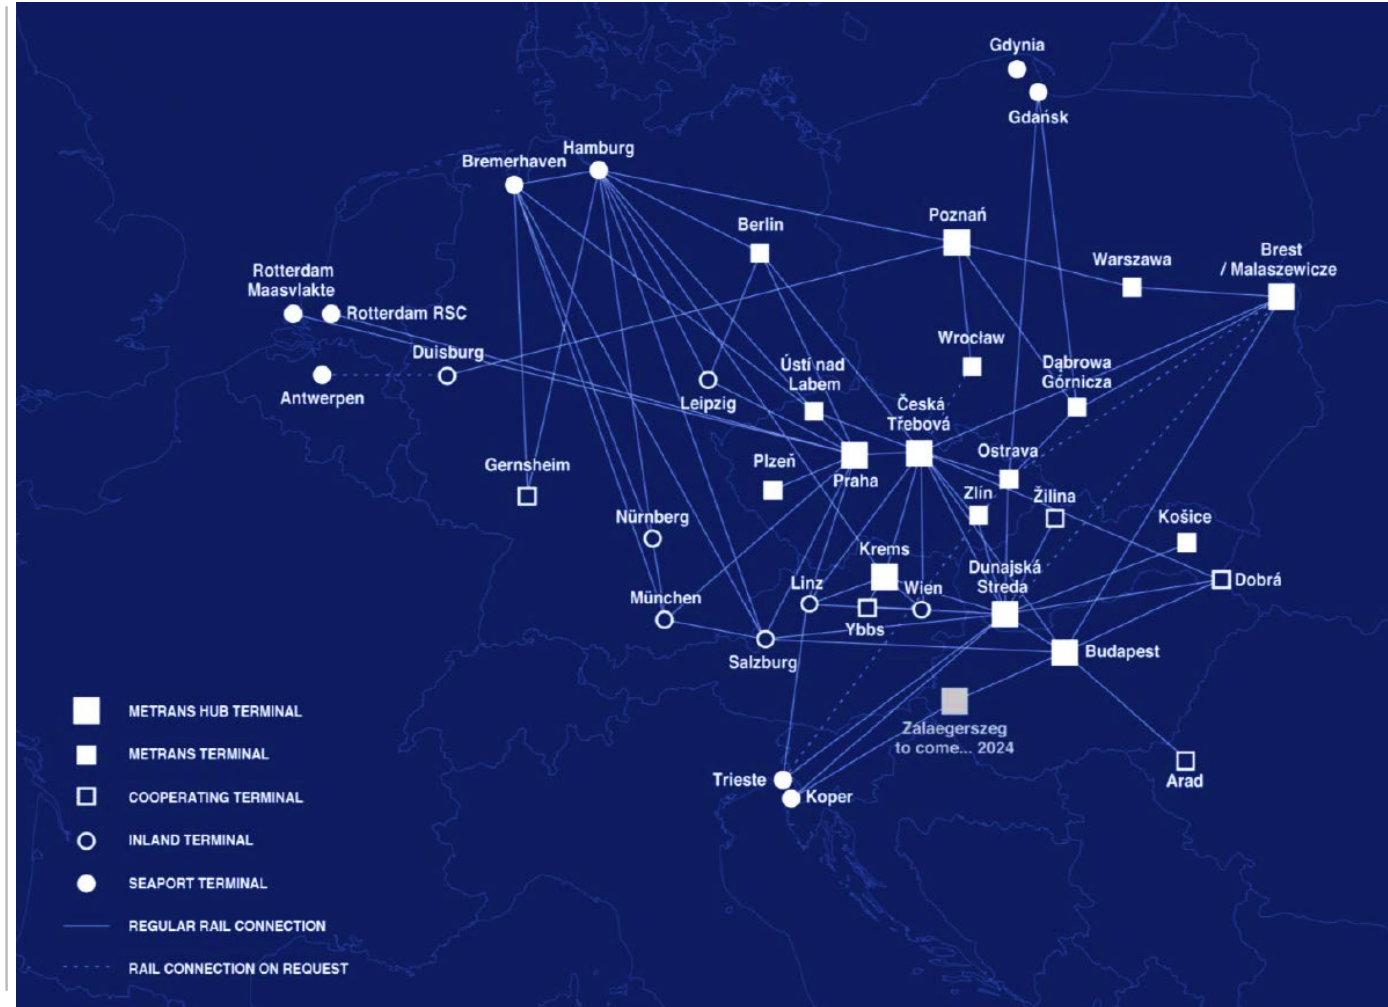 Gdynia
Gdańsk
Hamburg
Bremerhaven
Berlin
Poznań
Warszawa
Brest
/ Malaszewicze
Rotterdam
Maasvlakte
Rotterdam RSC
Duisburg
Antwerpen
Wrocław
Dąbrowa
Górnicza
Ústí nad
Labem
Leipzig
Česká
Třebová
Ostrava
Plzeň
Praha
Gernsheim
Zlín
Žilina
Nürnberg
Košice
Krems
Dunajská
Streda
Dobrá
Linz
Wien
München
Ybbs
Salzburg
Budapest
Zalaegerszeg
to come... 2024
Trieste
Koper
Arad
METRANS HUB TERMINAL
METRANS TERMINAL
COOPERATING TERMINAL
INLAND TERMINAL
SEAPORT TERMINAL
REGULAR RAIL CONNECTION
RAIL CONNECTION ON REQUEST